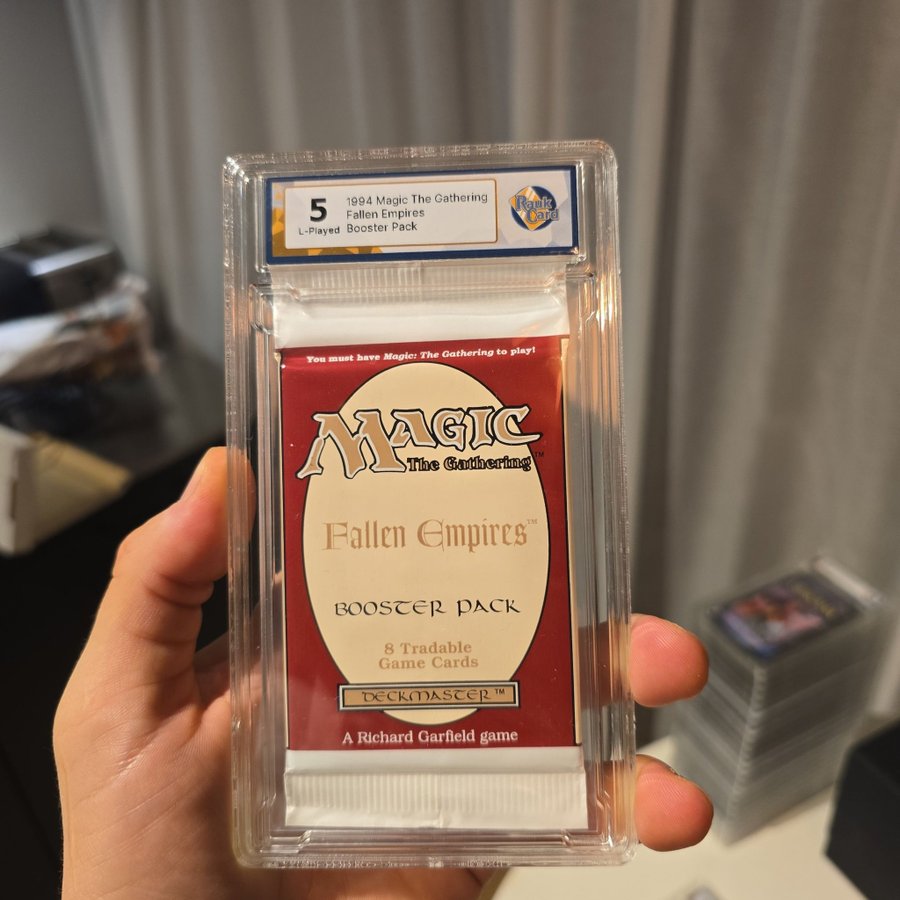 5
L-Played
1994 Magic The Gathering
Fallen Empires
Booster Pack
Rank
Card
You must have Magic: The Gathering to play!
MAGIC
The Gathering™
Fallen Empires™
BOOSTER PACK
8 Tradable
Game Cards
DECKMASTER™
A Richard Garfield game